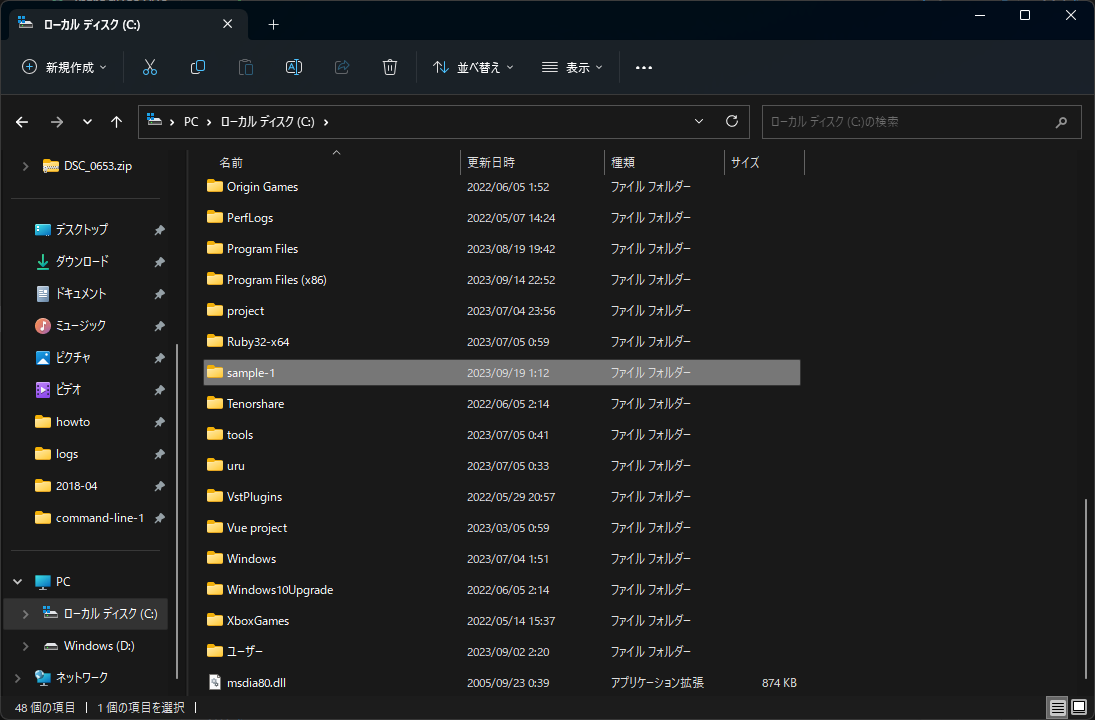 ローカル ディスク (C:)
新規作成 並べ替え 表示
PC ローカル ディスク (C:) ローカル ディスク (C:)の検索
DSC_0653.zip
デスクトップ
ダウンロード
ドキュメント
ミュージック
ピクチャ
ビデオ
howto
logs
2018-04
command-line-1
PC
ローカル ディスク (C:)
Windows (D:)
ネットワーク
名前 更新日時 種類 サイズ
Origin Games 2022/06/05 1:52 ファイル フォルダー
PerfLogs 2022/05/07 14:24 ファイル フォルダー
Program Files 2023/08/19 19:42 ファイル フォルダー
Program Files (x86) 2023/09/14 22:52 ファイル フォルダー
project 2023/07/04 23:56 ファイル フォルダー
Ruby32-x64 2023/07/05 0:59 ファイル フォルダー
sample-1 2023/09/19 1:12 ファイル フォルダー
Tenorshare 2022/06/05 2:14 ファイル フォルダー
tools 2023/07/05 0:41 ファイル フォルダー
uru 2023/07/05 0:33 ファイル フォルダー
VstPlugins 2022/05/29 20:57 ファイル フォルダー
Vue project 2023/03/05 0:59 ファイル フォルダー
Windows 2023/07/04 1:51 ファイル フォルダー
Windows10Upgrade 2022/06/05 2:14 ファイル フォルダー
XboxGames 2022/05/14 15:37 ファイル フォルダー
ユーザー 2023/09/02 2:20 ファイル フォルダー
msdia80.dll 2005/09/23 0:39 アプリケーション拡張 874 KB
48 個の項目 1 個の項目を選択